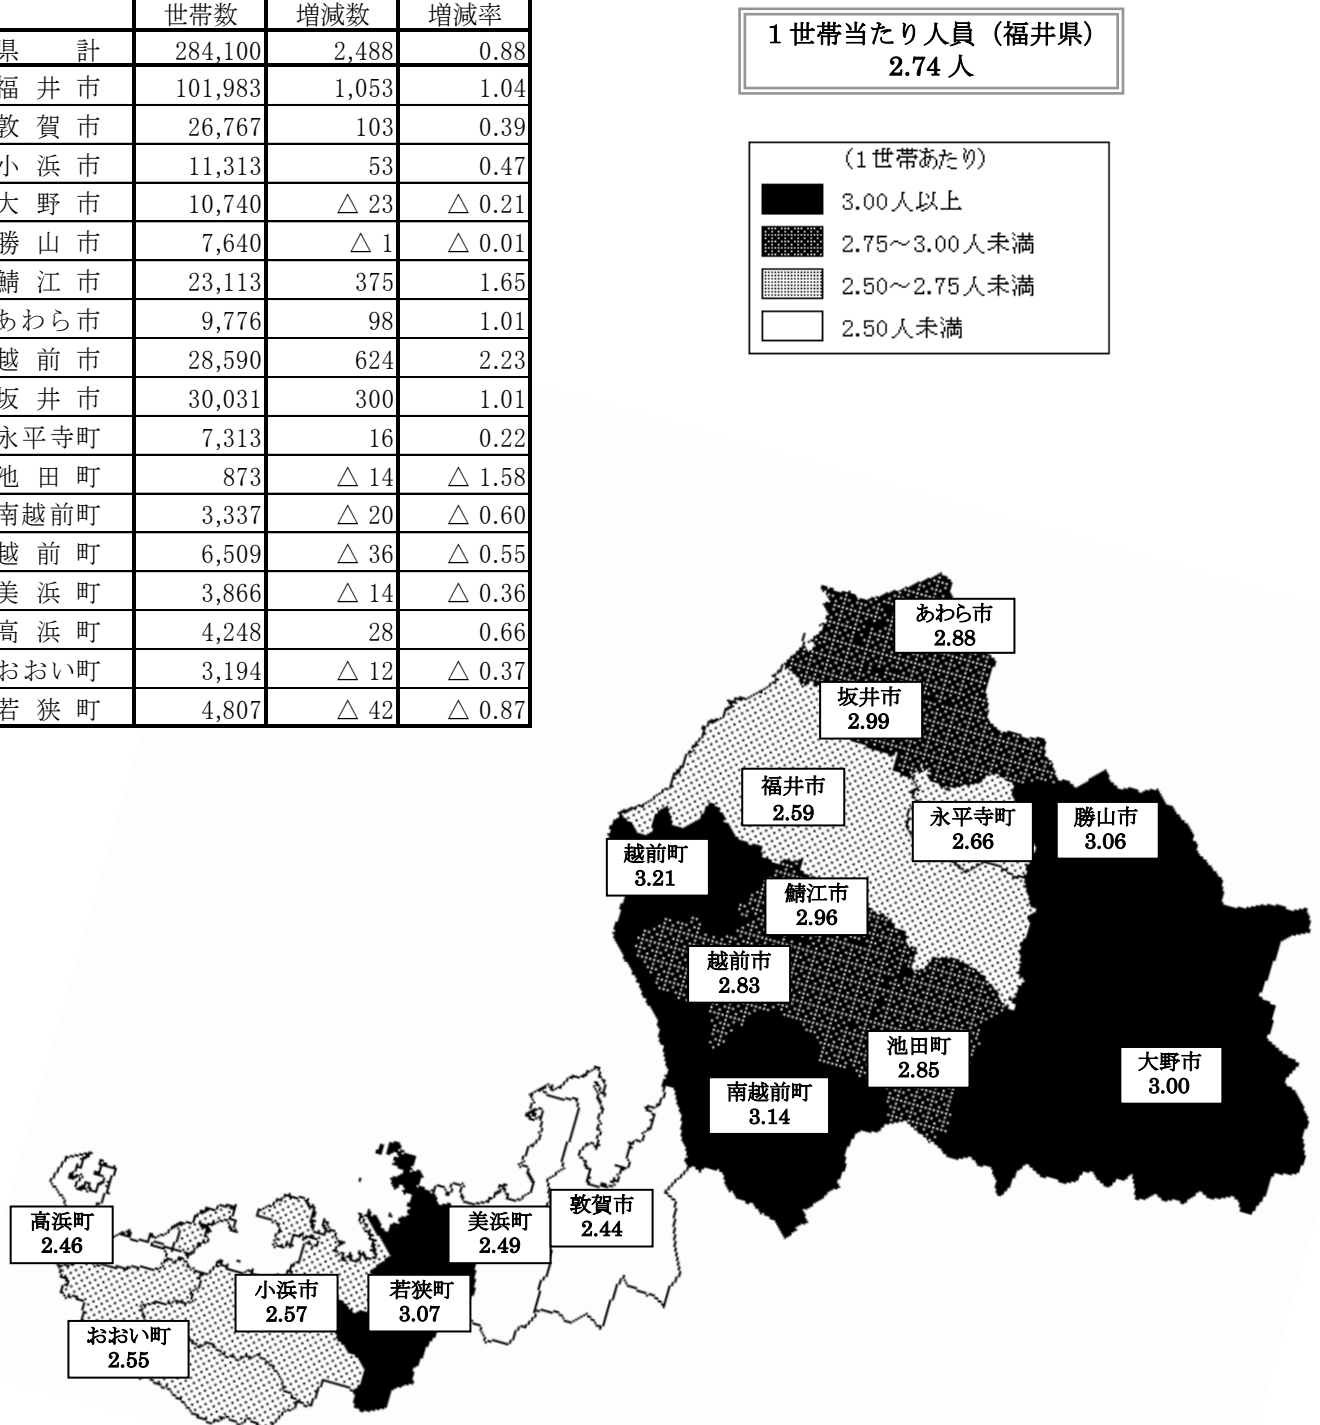 世帯数 増減数 増減率
県 計 284,100 2,488 0.88
福井市 101,983 1,053 1.04
敦賀市 26,767 103 0.39
小浜市 11,313 53 0.47
大野市 10,740 △ 23 △ 0.21
勝山市 7,640 △ 1 △ 0.01
鯖江市 23,113 375 1.65
あわら市 9,776 98 1.01
越前市 28,590 624 2.23
坂井市 30,031 300 1.01
永平寺町 7,313 16 0.22
池田町 873 △ 14 △ 1.58
南越前町 3,337 △ 20 △ 0.60
越前町 6,509 △ 36 △ 0.55
美浜町 3,866 △ 14 △ 0.36
高浜町 4,248 28 0.66
おおい町 3,194 △ 12 △ 0.37
若狭町 4,807 △ 42 △ 0.87
1世帯当たり人員（福井県）
2.74人
(1世帯あたり)
3.00人以上
2.75～3.00人未満
2.50～2.75人未満
2.50人未満
あわら市
2.88
坂井市
2.99
福井市
2.59
永平寺町
2.66
勝山市
3.06
越前町
3.21
鯖江市
2.96
越前市
2.83
池田町
2.85
大野市
3.00
南越前町
3.14
敦賀市
2.44
美浜町
2.49
高浜町
2.46
小浜市
2.57
若狭町
3.07
おおい町
2.55